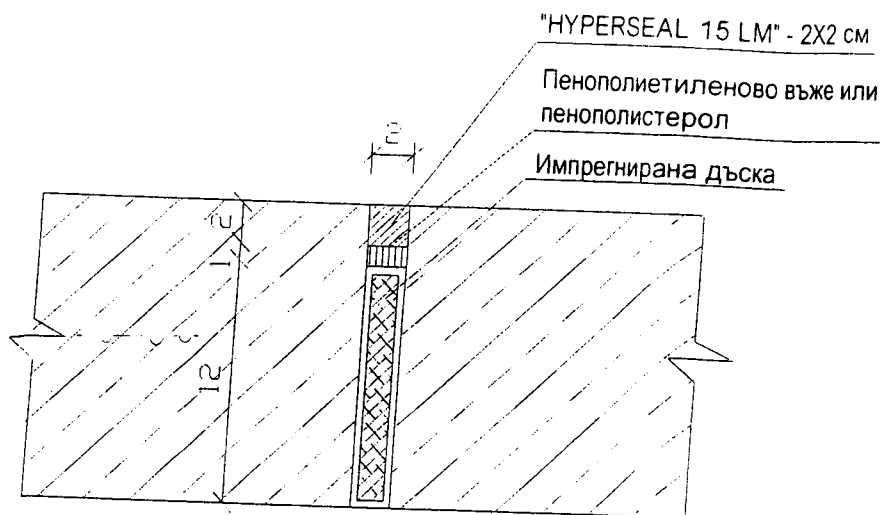 "HYPERSEAL 15 LM" - 2X2 см
Пенополиетиленово въже или
пенополистерол
Импрегнирана дъска
2
2
1
12